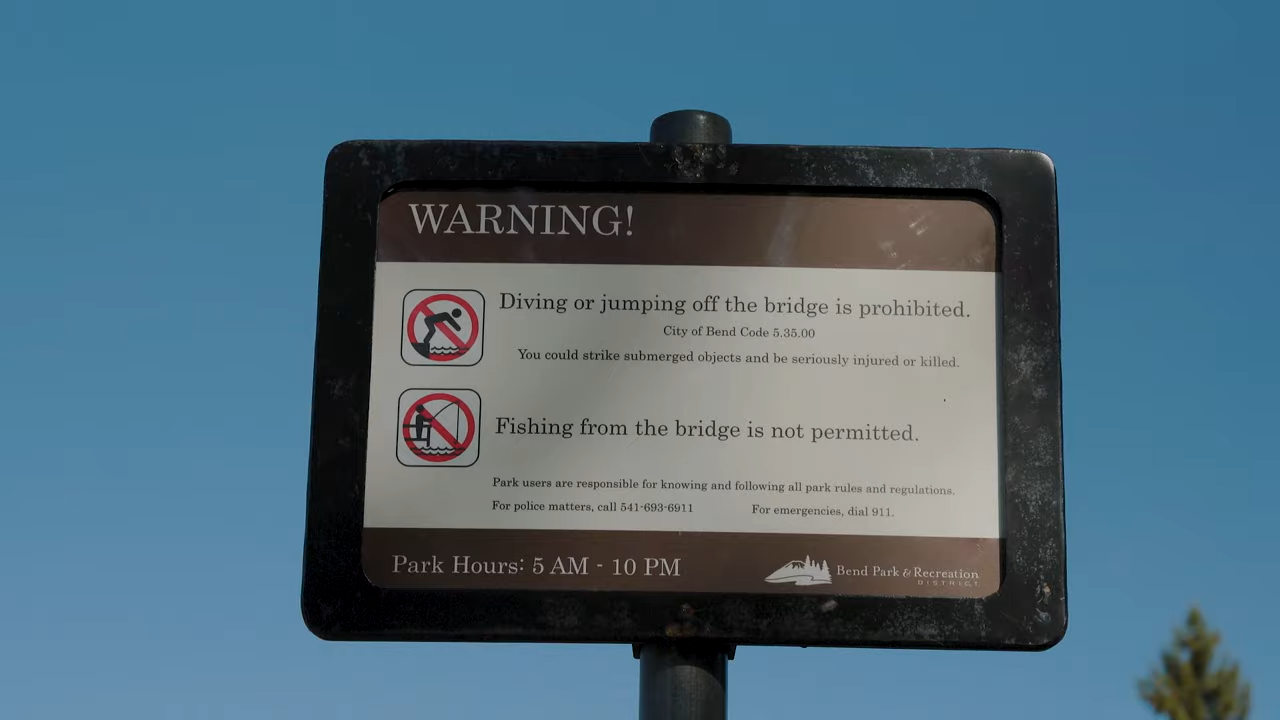 WARNING!
Diving or jumping off the bridge is prohibited.
City of Bend Code 5.35.00
You could strike submerged objects and be seriously injured or killed.
Fishing from the bridge is not permitted.
Park users are responsible for knowing and following all park rules and regulations.
For police matters, call 541-693-6911 For emergencies, dial 911.
Park Hours: 5 AM - 10 PM
Bend Park & Recreation
DISTRICT